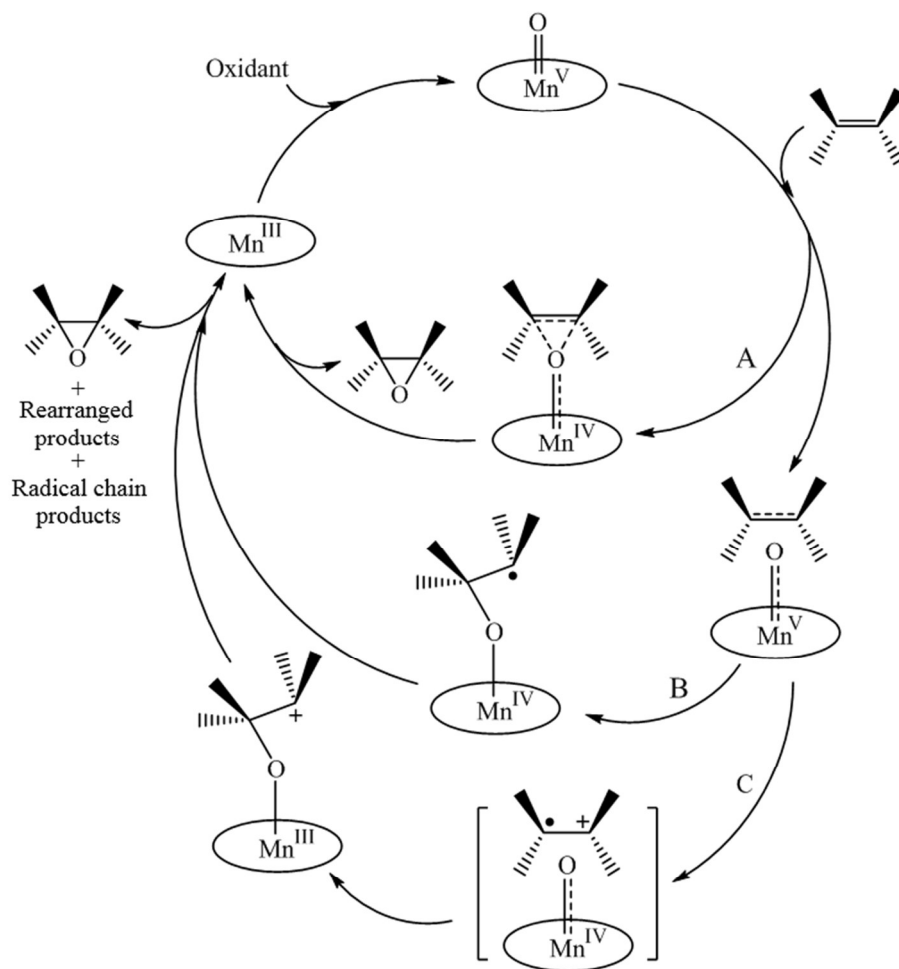 O
Mn V
Oxidant
Mn III
O
+
Rearranged
products
+
Radical chain
products
O
O
Mn IV
A
O
Mn V
O
Mn IV
B
+
O
Mn III
C
+
O
Mn IV